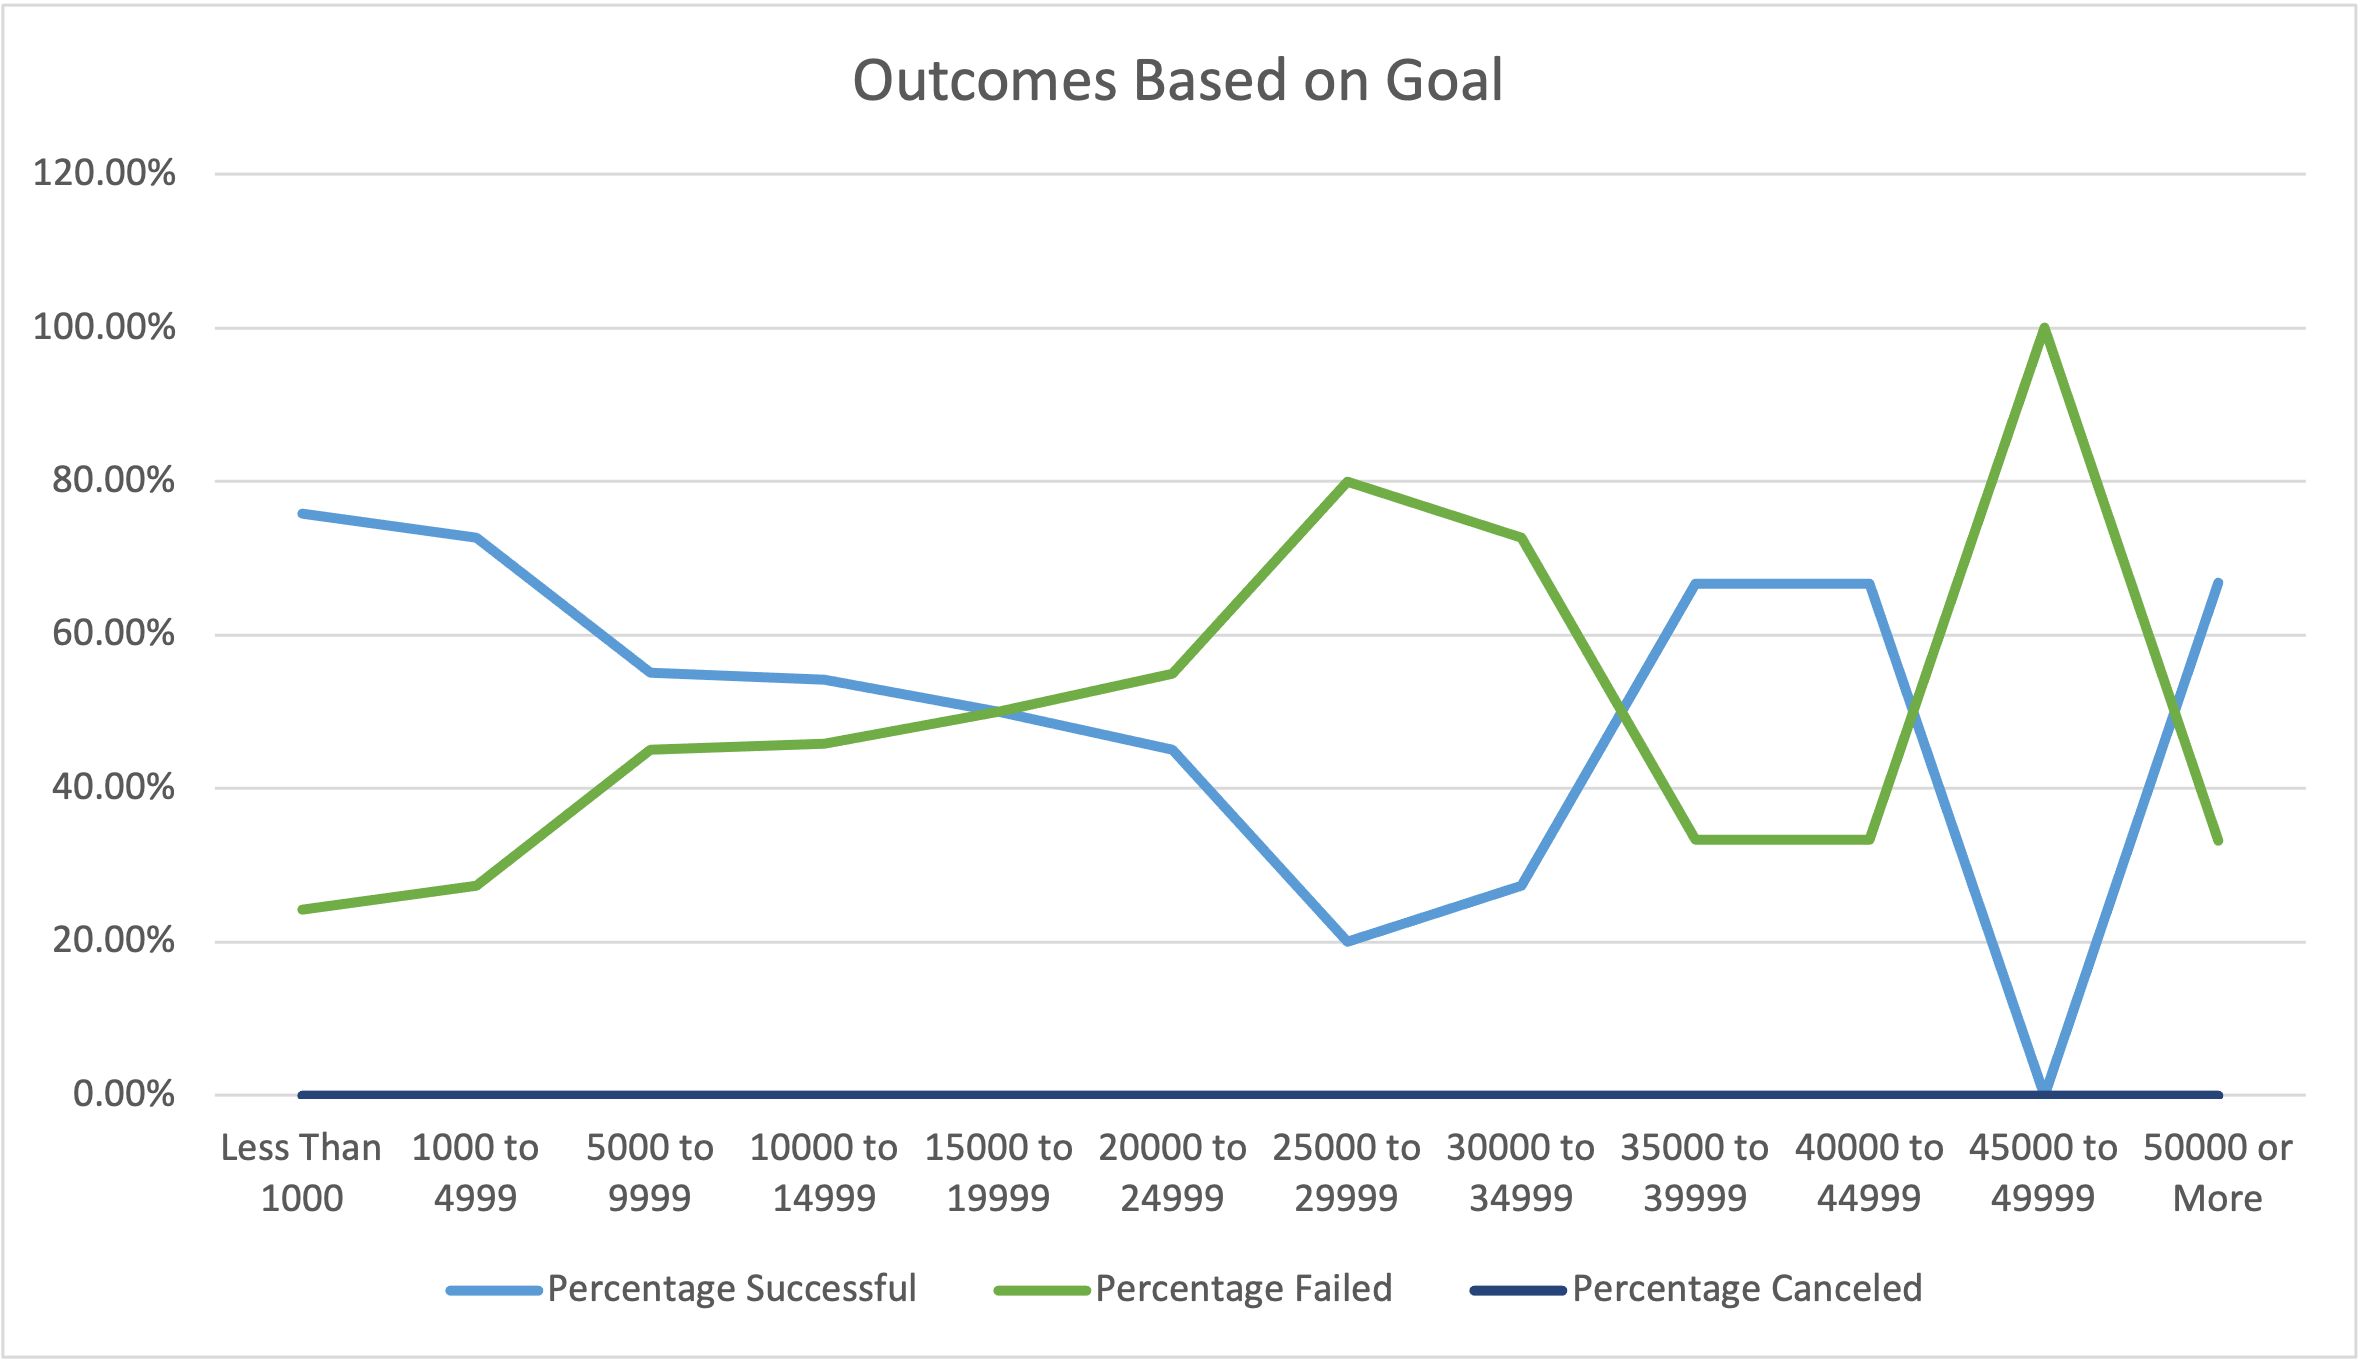 Outcomes Based on Goal
120.00%
100.00%
80.00%
60.00%
40.00%
20.00%
0.00%
Less Than 1000 to 5000 to 10000 to 15000 to 20000 to 25000 to 30000 to 35000 to 40000 to 45000 to 50000 or
1000 4999 9999 14999 19999 24999 29999 34999 39999 44999 49999 More
Percentage Successful Percentage Failed Percentage Canceled